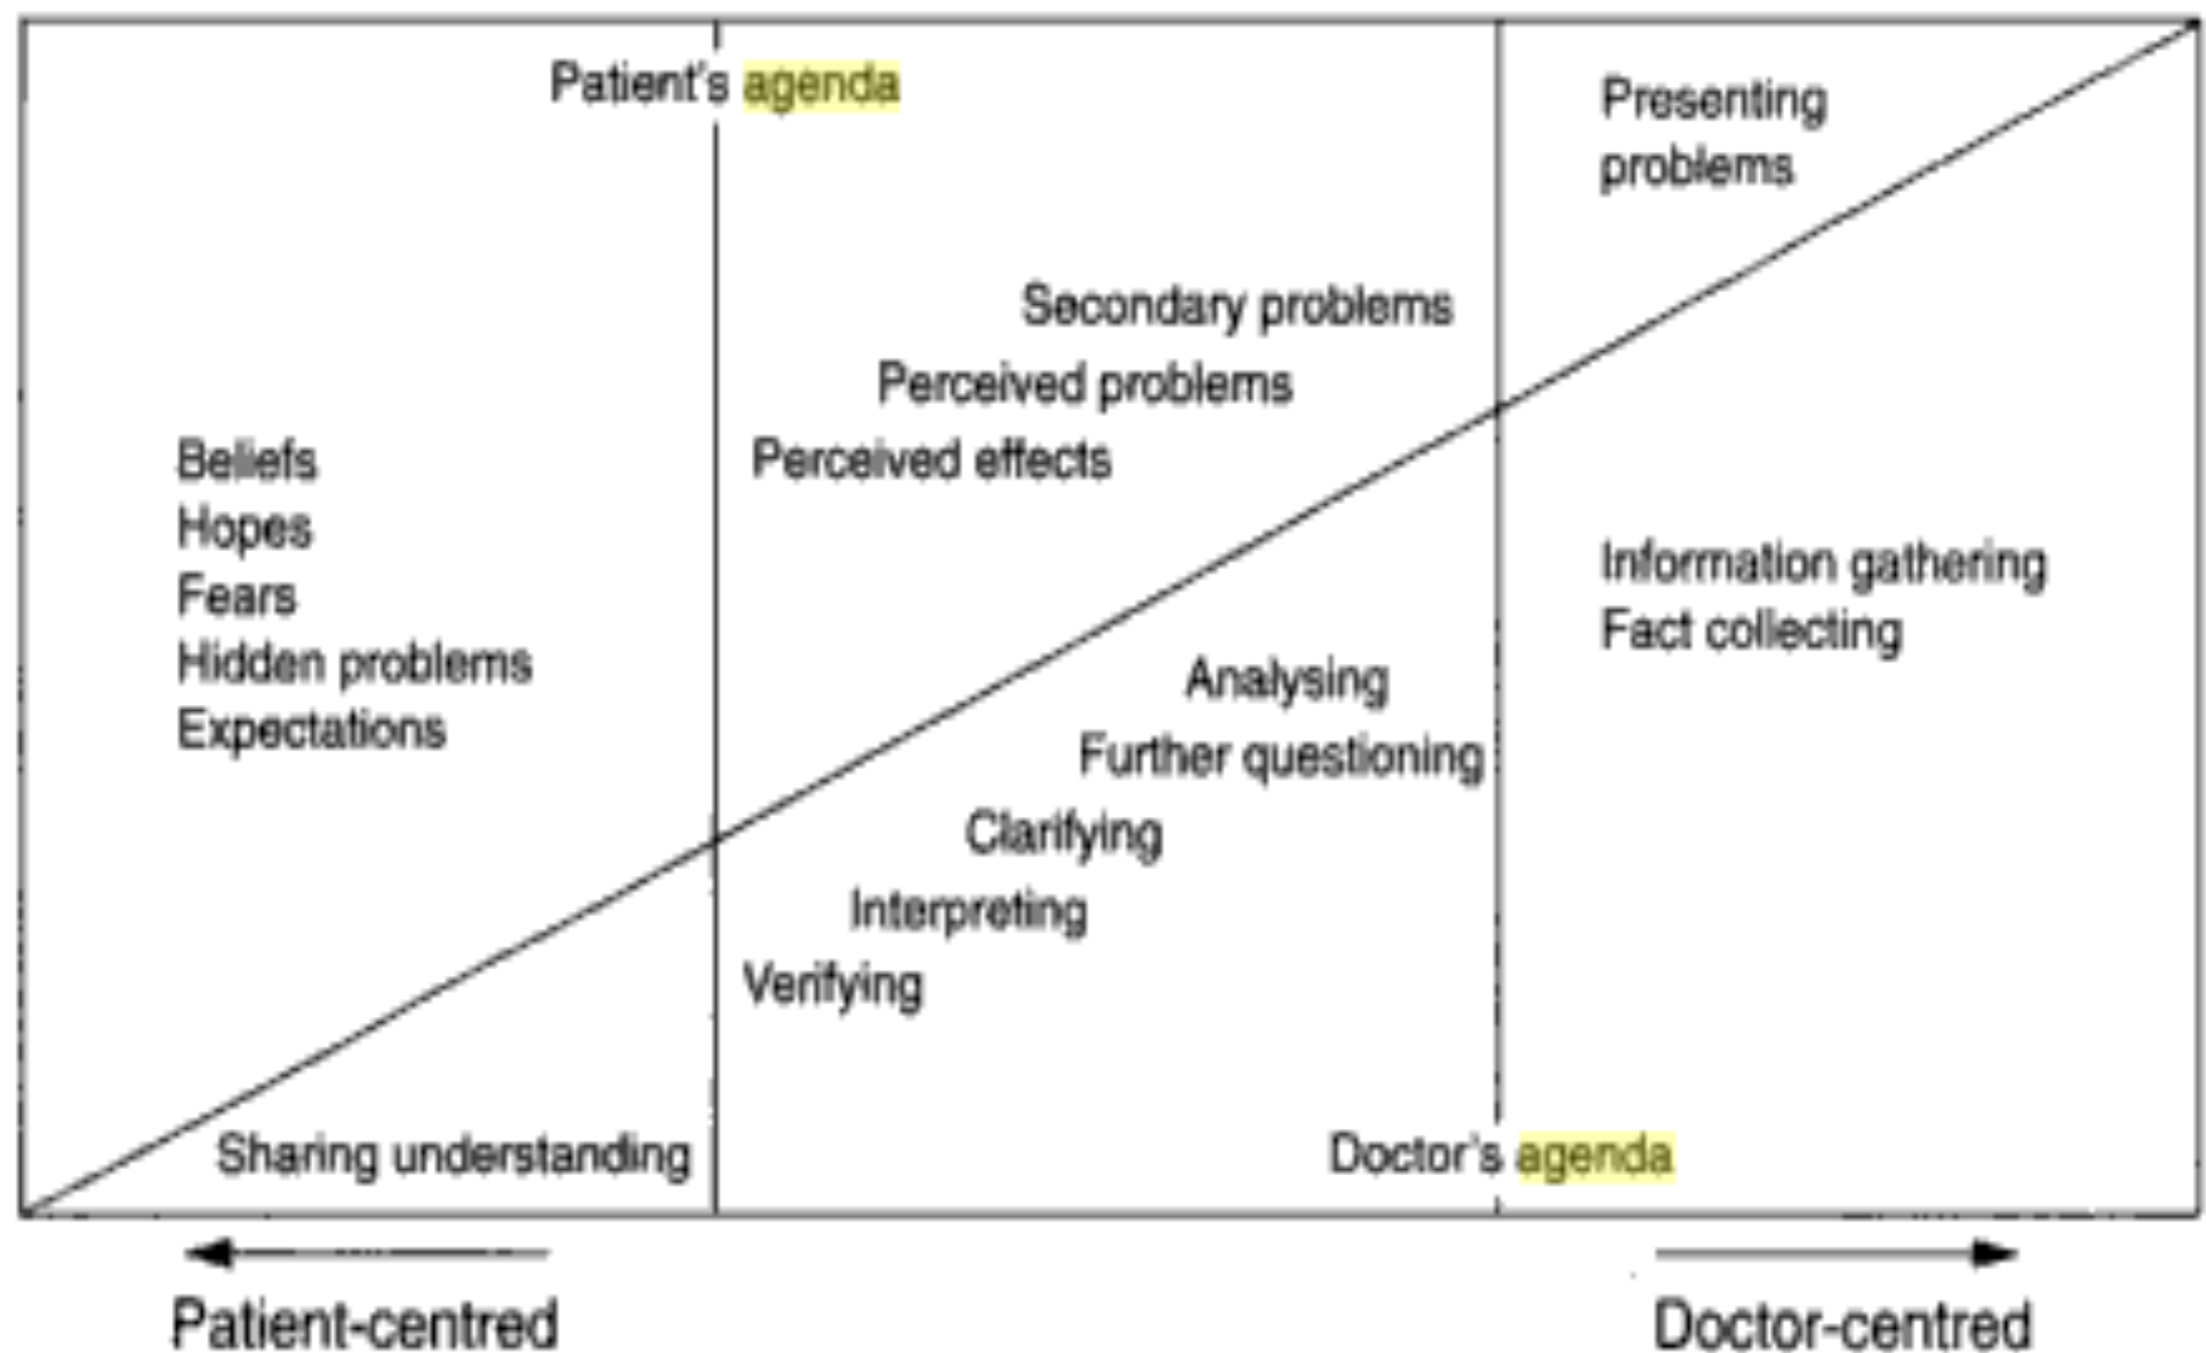 Patient's agenda
Presenting
problems
Secondary problems
Perceived problems
Perceived effects
Beliefs
Hopes
Fears
Hidden problems
Expectations
Information gathering
Fact collecting
Analysing
Further questioning
Clarifying
Interpreting
Verifying
Sharing understanding
Doctor's agenda
Patient-centred
Doctor-centred